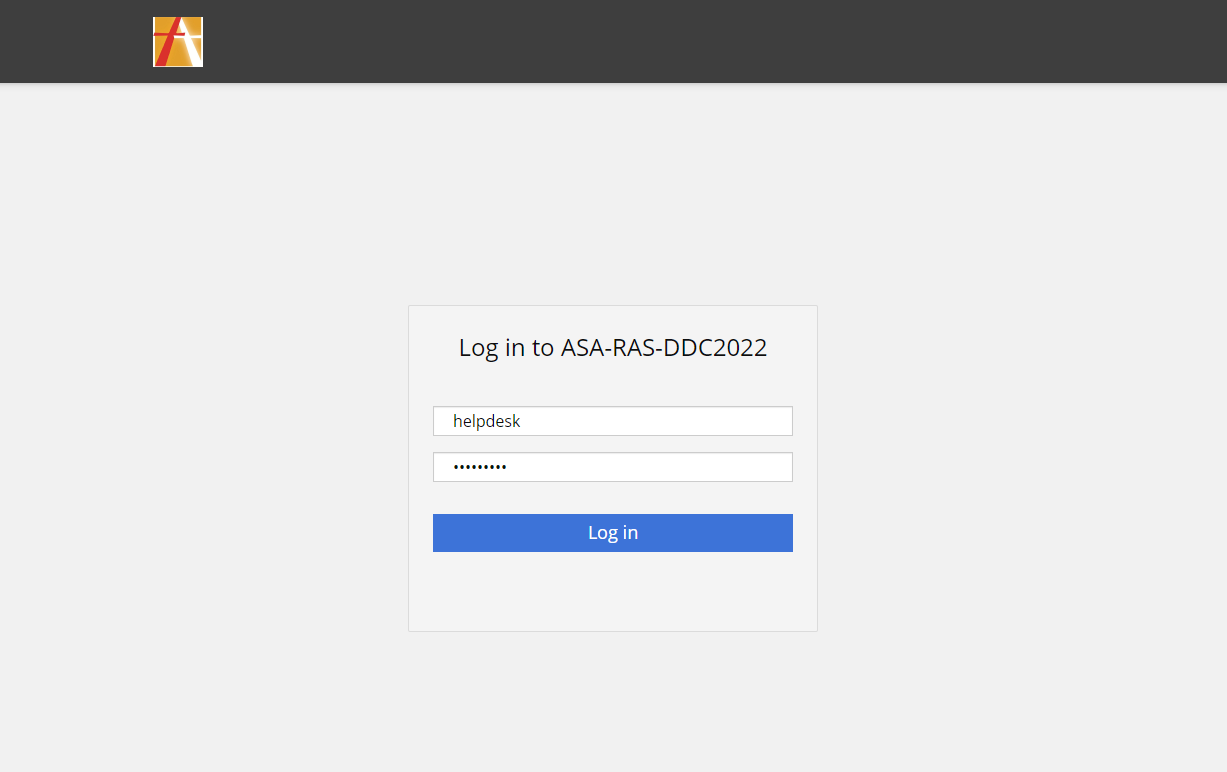 Log in to ASA-RAS-DDC2022
helpdesk
•••••••••
Log in